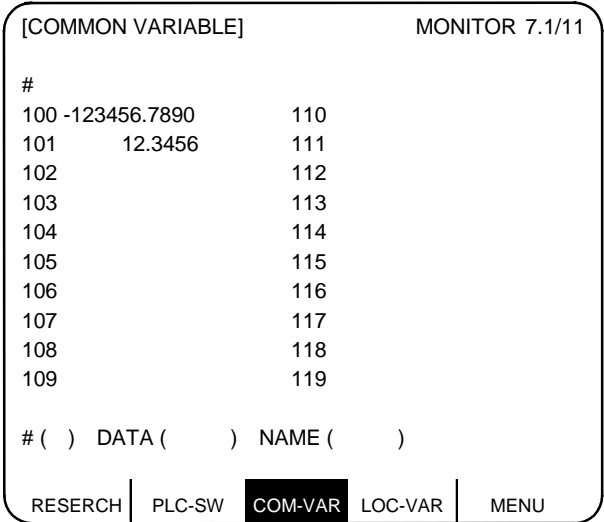 [COMMON VARIABLE] MONITOR 7.1/11
#
100 -123456.7890 110
101 12.3456 111
102 112
103 113
104 114
105 115
106 116
107 117
108 118
109 119
# ( ) DATA ( ) NAME ( )
RESERCH PLC-SW COM-VAR LOC-VAR MENU